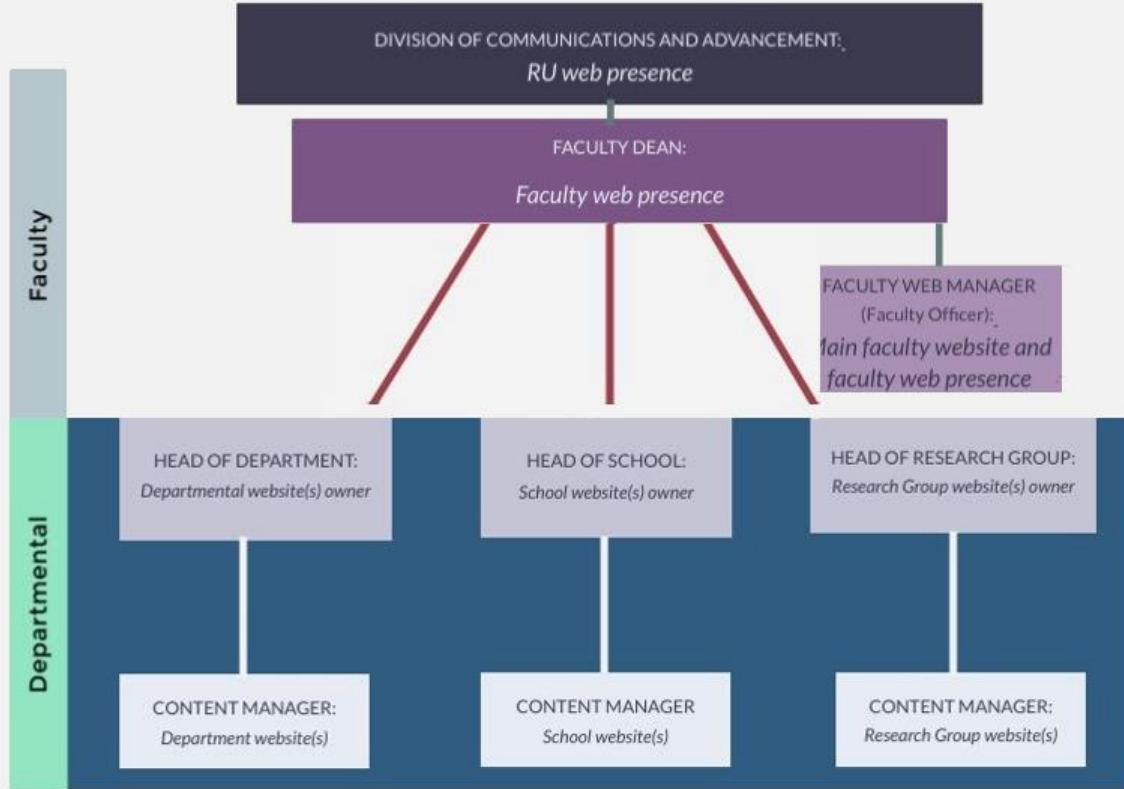 DIVISION OF COMMUNICATIONS AND ADVANCEMENT:
RU web presence
FACULTY DEAN:
Faculty web presence
Faculty
FACULTY WEB MANAGER
(Faculty Officer):
faculty website and
faculty web presence
Departmental
HEAD OF DEPARTMENT:
Departmental website(s) owner
HEAD OF SCHOOL:
School website(s) owner
HEAD OF RESEARCH GROUP:
Research Group website(s) owner
CONTENT MANAGER:
Department website(s)
CONTENT MANAGER
School website(s)
CONTENT MANAGER:
Research Group website(s)